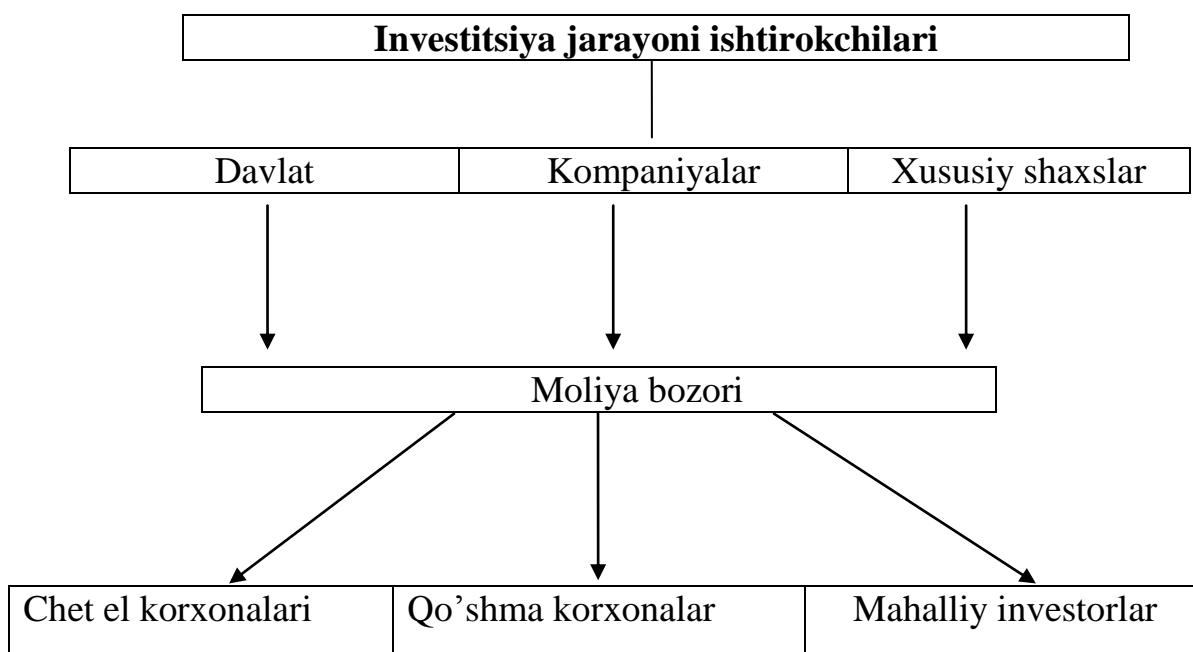 Investitsiya jarayoni ishtirokchilari
Davlat
Kompaniyalar
Xususiy shaxslar
Moliya bozori
Chet el korxonalari
Qo’shma korxonalar
Mahalliy investorlar